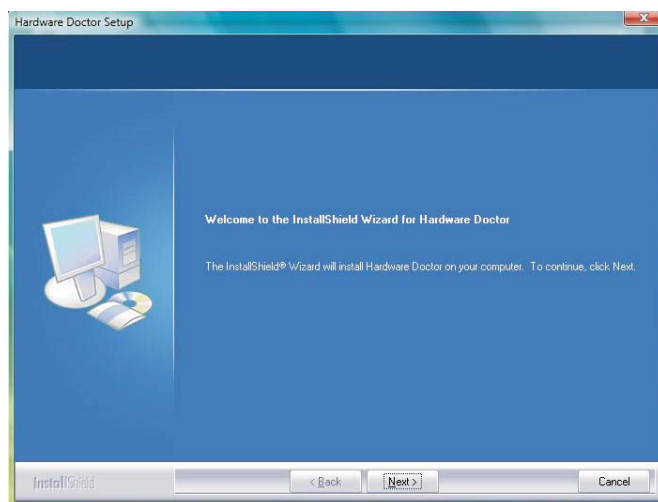 Hardware Doctor Setup
Welcome to the InstallShield Wizard for Hardware Doctor
The InstallShield® Wizard will install Hardware Doctor on your computer. To continue, click Next.
InstallShield
< Back
Next >
Cancel